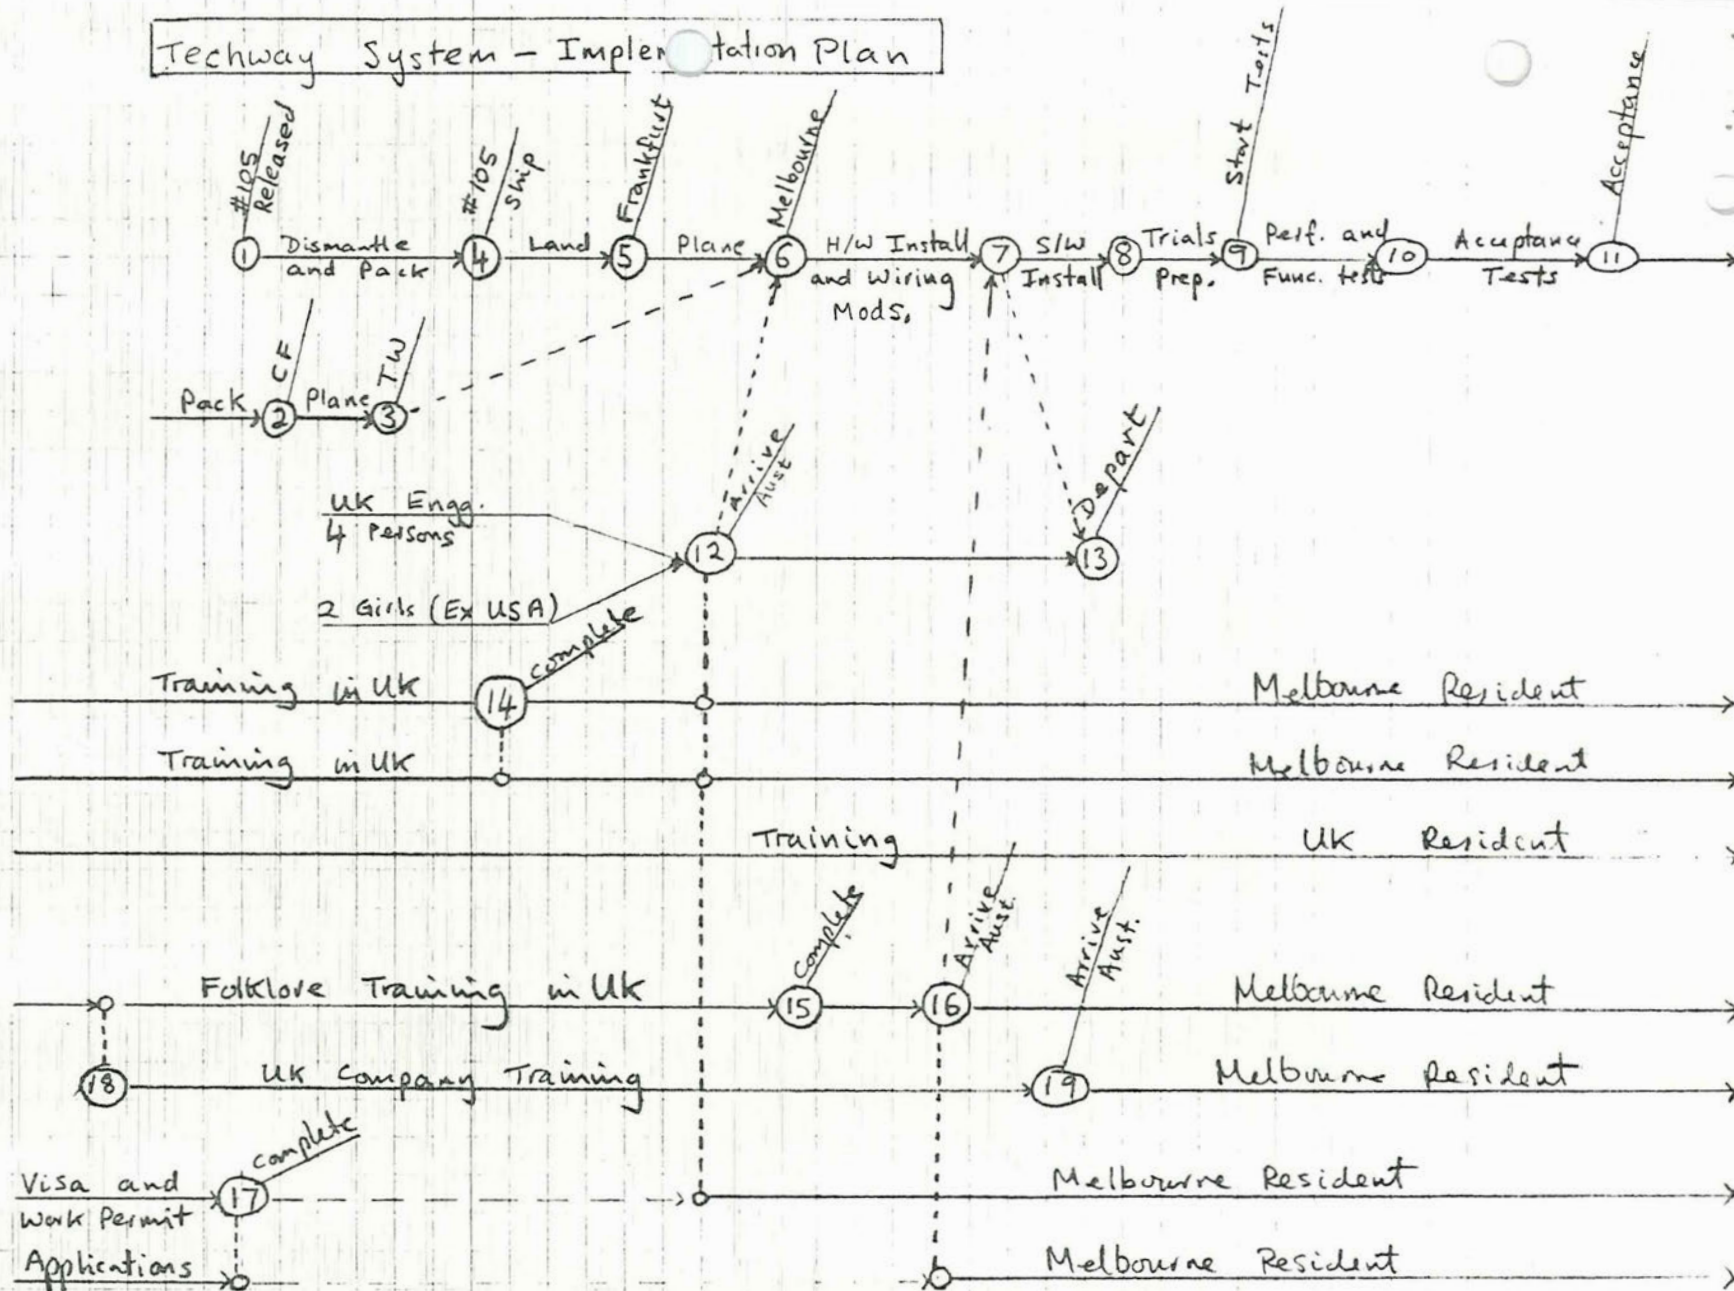 Techway System - Implementation Plan
#105
Released
#105
Ship
Frankfurt
Melbourne
Start Tests
Acceptance
1
Dismantle
and Pack
4
Land
5
Plane
6
H/W Install
and Wiring
Mods.
7
S/W
Install
8
Trials
Prep.
9
Perf. and
Func. tests
10
Acceptance
Tests
11
Pack
2
CF
Plane
3
TW
UK Engg.
4 Persons
2 Girls (Ex USA)
12
Arrive
Aust
13
Depart
Training in UK
14
complete
Melbourne Resident
Training in UK
Melbourne Resident
Training
UK Resident
Folklore Training in UK
15
Complete
16
Arrive
Aust.
Melbourne Resident
18
UK Company Training
19
Arrive
Aust.
Melbourne Resident
Visa and
Work Permit
17
complete
Melbourne Resident
Applications
Melbourne Resident